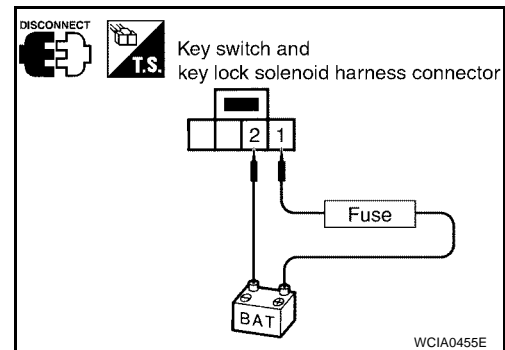 DISCONNECT
T.S.
Key switch and
key lock solenoid harness connector
2 1
Fuse
⊖ ⊕
BAT
WCIA0455E